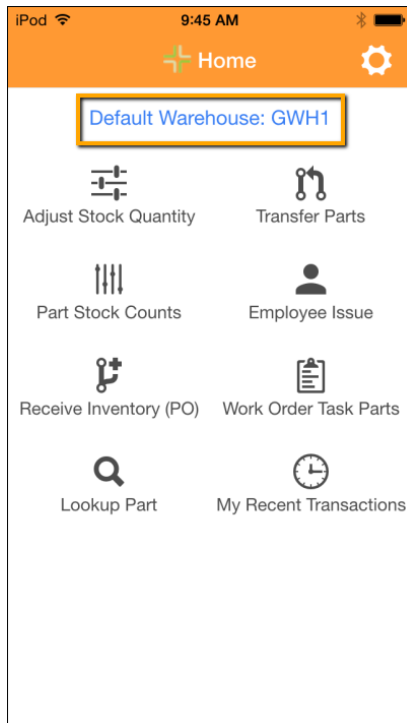 iPod 9:45 AM
Home
Default Warehouse: GWH1
Adjust Stock Quantity Transfer Parts
Part Stock Counts Employee Issue
Receive Inventory (PO) Work Order Task Parts
Lookup Part My Recent Transactions